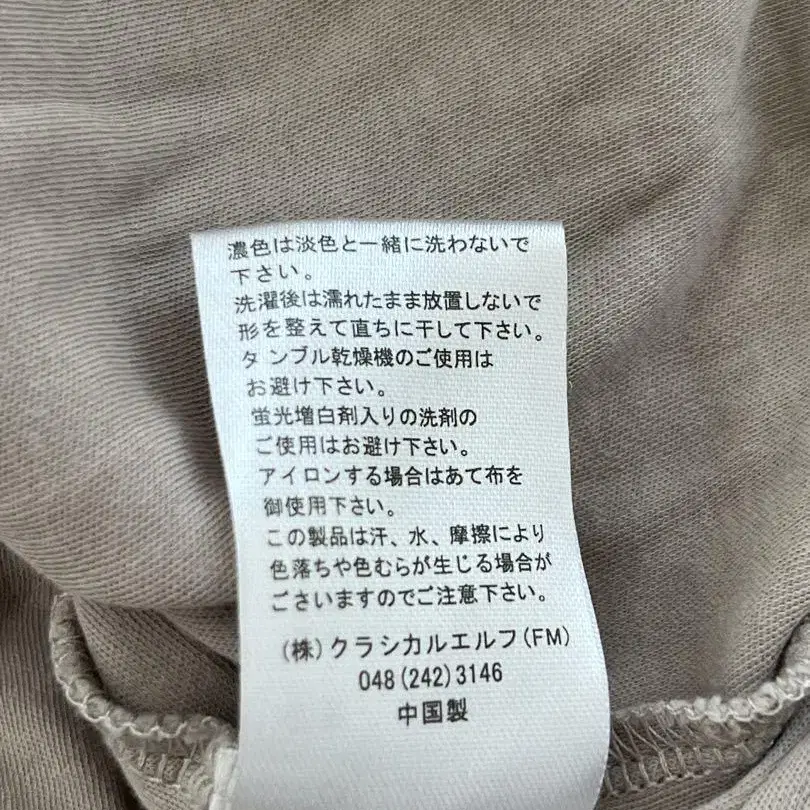 濃色は淡色と一緒に洗わないで
下さい。
洗濯後は濡れたまま放置しないで
形を整えて直ちに干して下さい。
タンブル乾燥機のご使用は
お避け下さい。
蛍光増白剤入りの洗剤の
ご使用はお避け下さい。
アイロンする場合はあて布を
御使用下さい。
この製品は汗、水、摩擦により
色落ちや色むらが生じる場合が
ございますのでご注意下さい。
(株)クラシカルエルフ(FM)
048(242)3146
中国製